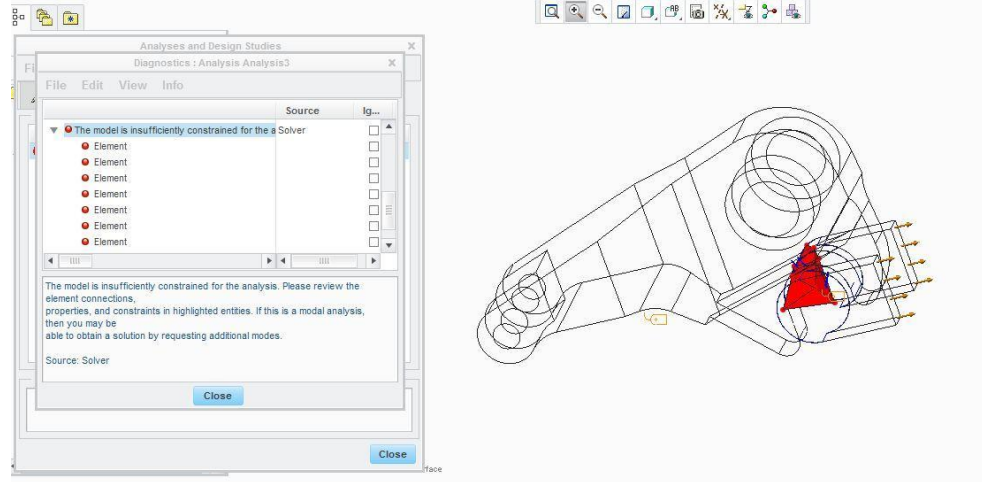 Analyses and Design Studies
Fi
Diagnostics : Analysis Analysis3
File Edit View Info
Source Ig...
The model is insufficiently constrained for the a Solver
Element
Element
Element
Element
Element
Element
Element
The model is insufficiently constrained for the analysis. Please review the
element connections,
properties, and constraints in highlighted entities. If this is a modal analysis,
then you may be
able to obtain a solution by requesting additional modes.
Source: Solver
Close
Close
rface